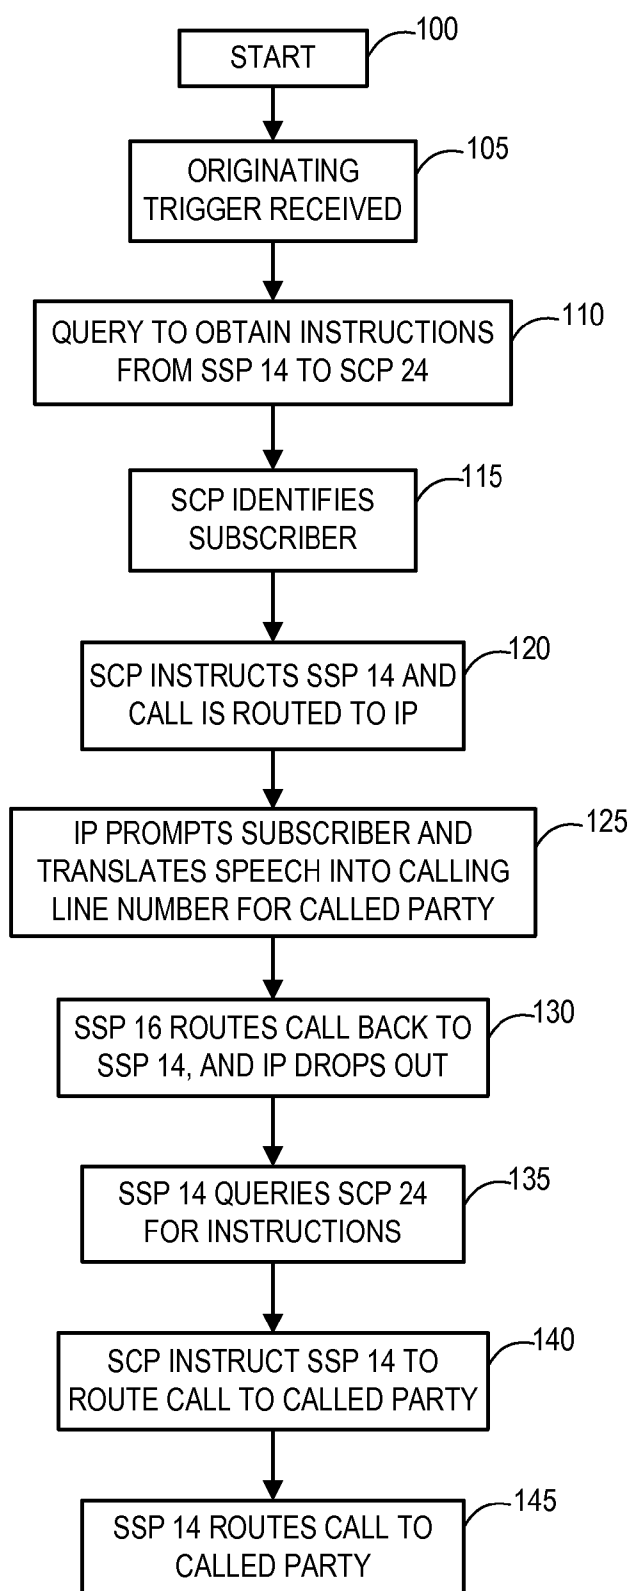 100
START
105
ORIGINATING
TRIGGER RECEIVED
110
QUERY TO OBTAIN INSTRUCTIONS
FROM SSP 14 TO SCP 24
115
SCP IDENTIFIES
SUBSCRIBER
120
SCP INSTRUCTS SSP 14 AND
CALL IS ROUTED TO IP
125
IP PROMPTS SUBSCRIBER AND
TRANSLATES SPEECH INTO CALLING
LINE NUMBER FOR CALLED PARTY
130
SSP 16 ROUTES CALL BACK TO
SSP 14, AND IP DROPS OUT
135
SSP 14 QUERIES SCP 24
FOR INSTRUCTIONS
140
SCP INSTRUCT SSP 14 TO
ROUTE CALL TO CALLED PARTY
145
SSP 14 ROUTES CALL TO
CALLED PARTY